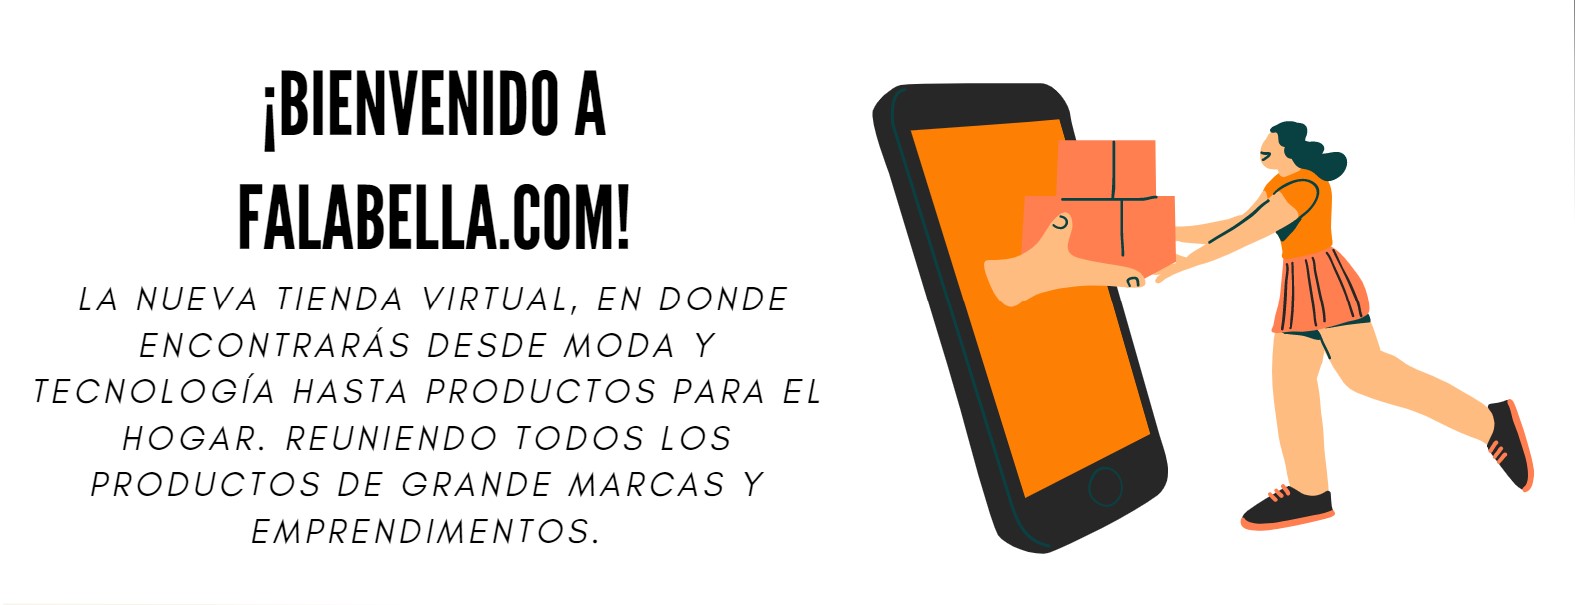 ¡BIENVENIDO A
FALABELLA.COM!
LA NUEVA TIENDA VIRTUAL, EN DONDE
ENCONTRARÁS DESDE MODA Y
TECNOLOGÍA HASTA PRODUCTOS PARA EL
HOGAR. REUNIENDO TODOS LOS
PRODUCTOS DE GRANDE MARCAS Y
EMPRENDIMENTOS.